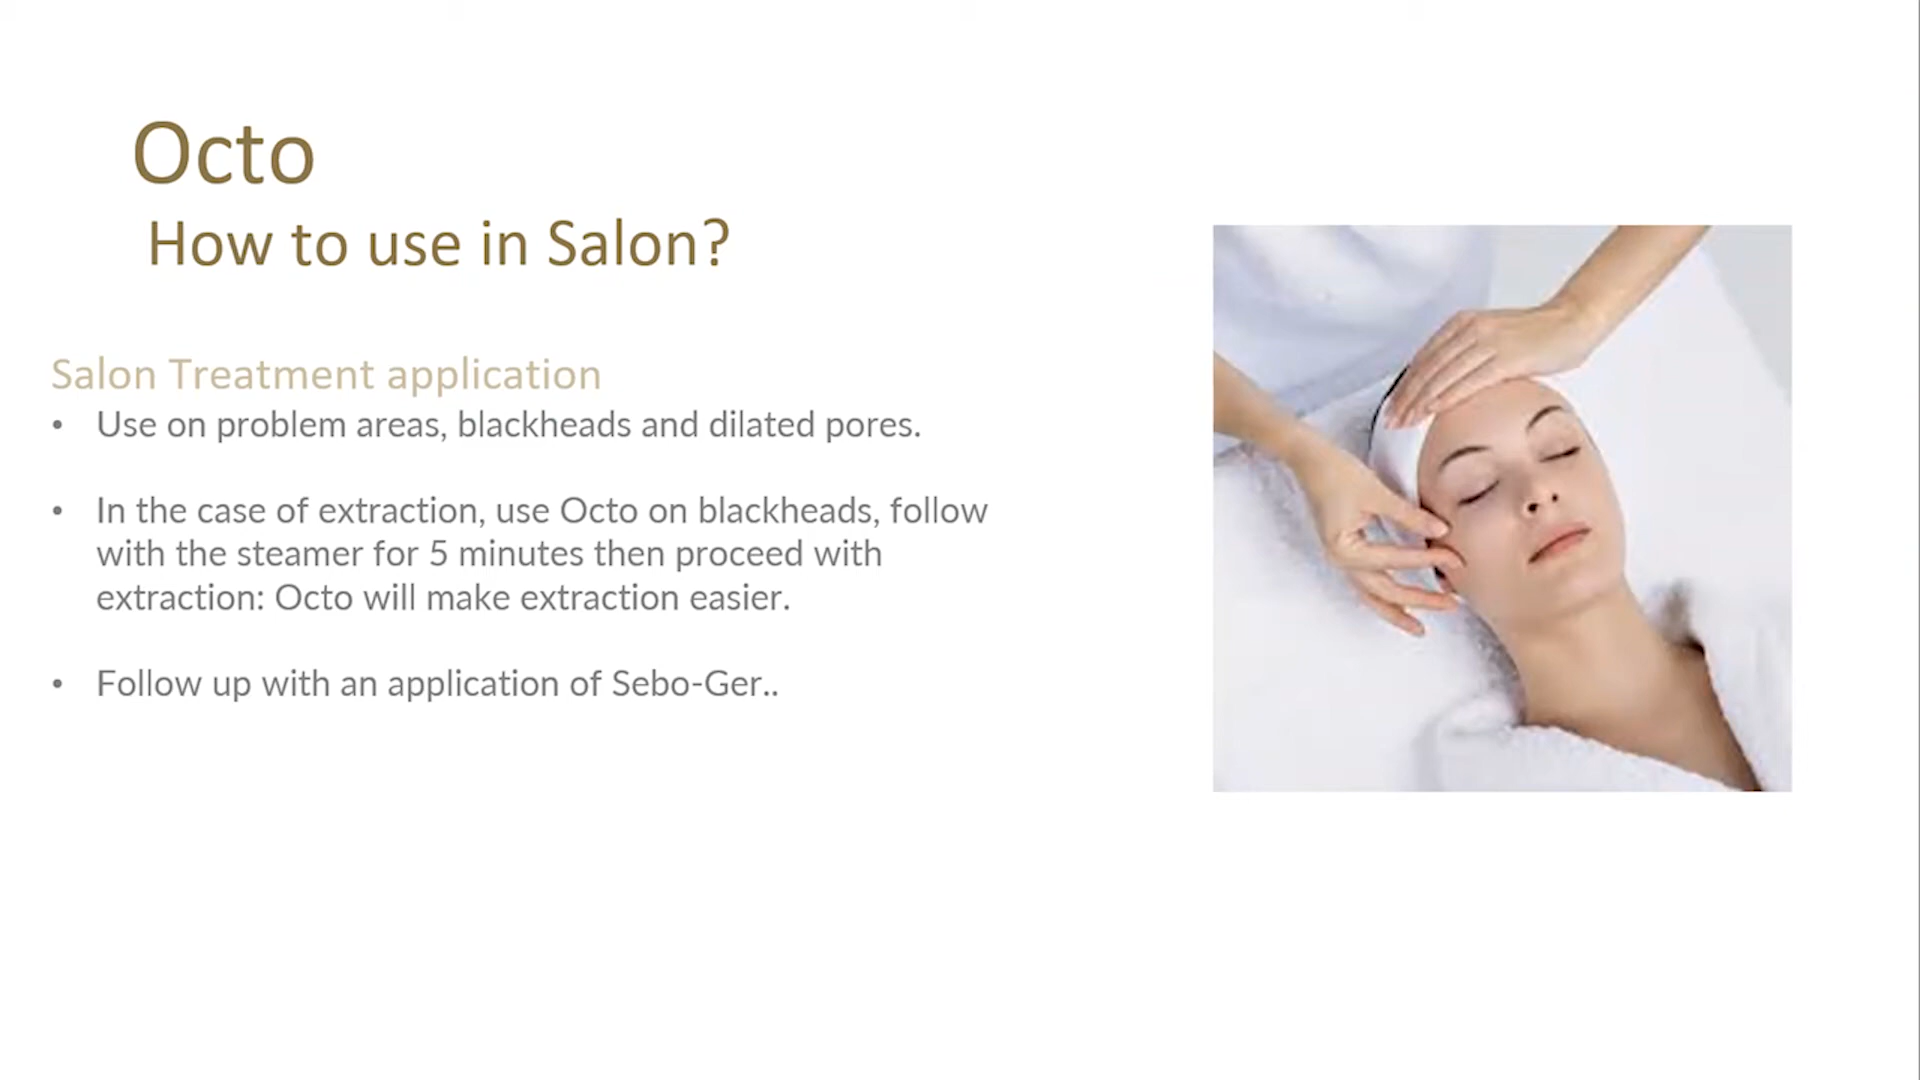 Octo
How to use in Salon?
Salon Treatment application
• Use on problem areas, blackheads and dilated pores.
• In the case of extraction, use Octo on blackheads, follow
with the steamer for 5 minutes then proceed with
extraction: Octo will make extraction easier.
• Follow up with an application of Sebo-Ger..